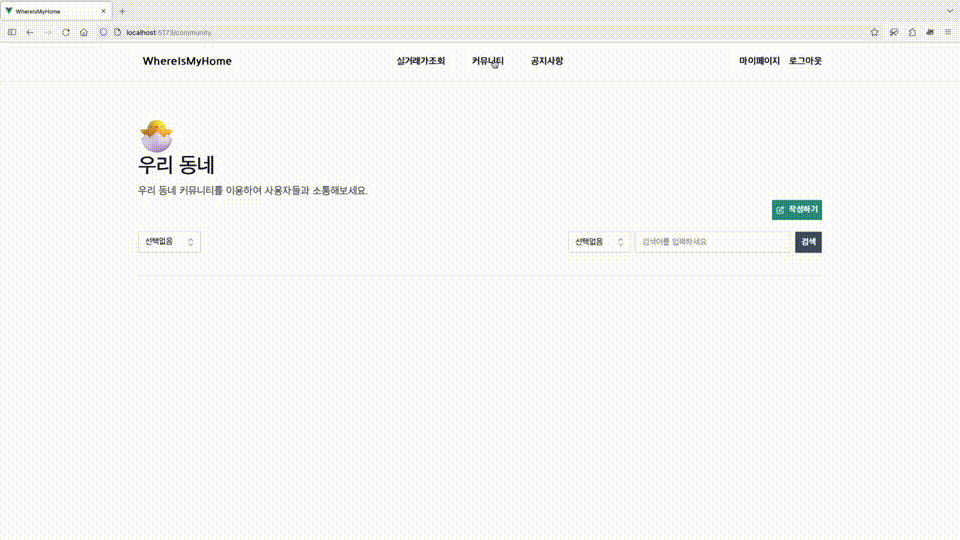 WhereIsMyHome
localhost:5173/community
WhereIsMyHome 실거래가조회 커뮤니티 공지사항 마이페이지 로그아웃
우리 동네
우리 동네 커뮤니티를 이용하여 사용자들과 소통해보세요.
작성하기
선택없음 선택없음 검색어를 입력하세요 검색